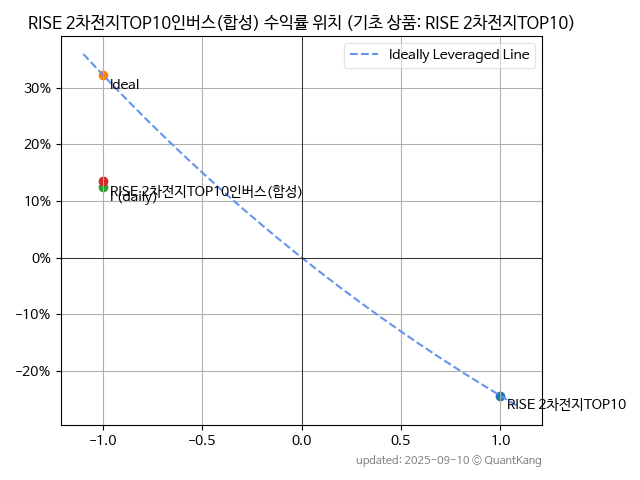 RISE 2차전지TOP10인버스(합성) 수익률 위치 (기초 상품: RISE 2차전지TOP10)
Ideally Leveraged Line
30%
20%
10%
0%
−10%
−20%
Ideal
RISE 2차전지TOP10인버스(합성)
(daily)
RISE 2차전지TOP10
−1.0
−0.5
0.0
0.5
1.0
updated: 2025-09-10 © QuantKang